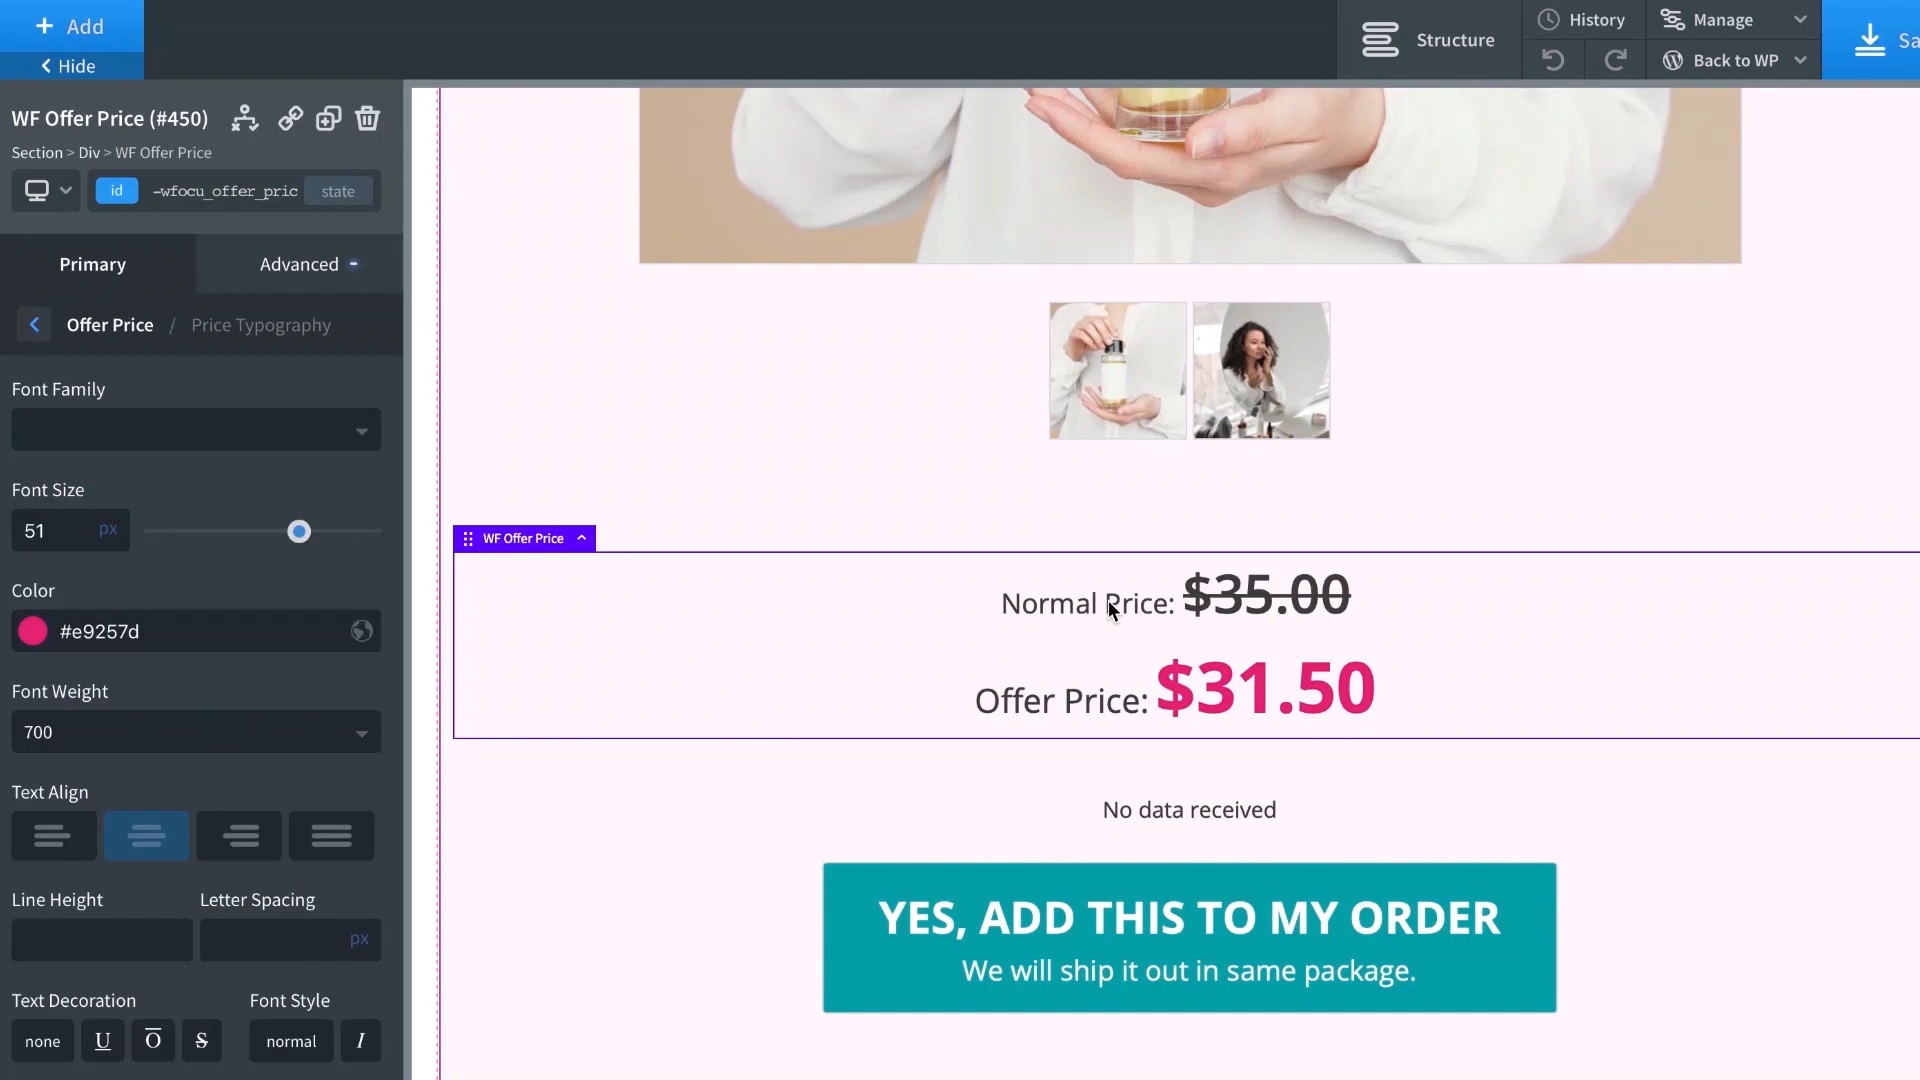 Add
Hide
Structure
History
Manage
Back to WP
Sa
WF Offer Price (#450)
Section > Div > WF Offer Price
id
-wfocu_offer_pric
state
Primary
Advanced
Offer Price / Price Typography
Font Family
Font Size
51 px
Color
#e9257d
Font Weight
700
Text Align
Line Height
Letter Spacing
px
Text Decoration
Font Style
none
U
O
S
normal
I
WF Offer Price
Normal Price: $35.00
Offer Price: $31.50
No data received
YES, ADD THIS TO MY ORDER
We will ship it out in same package.